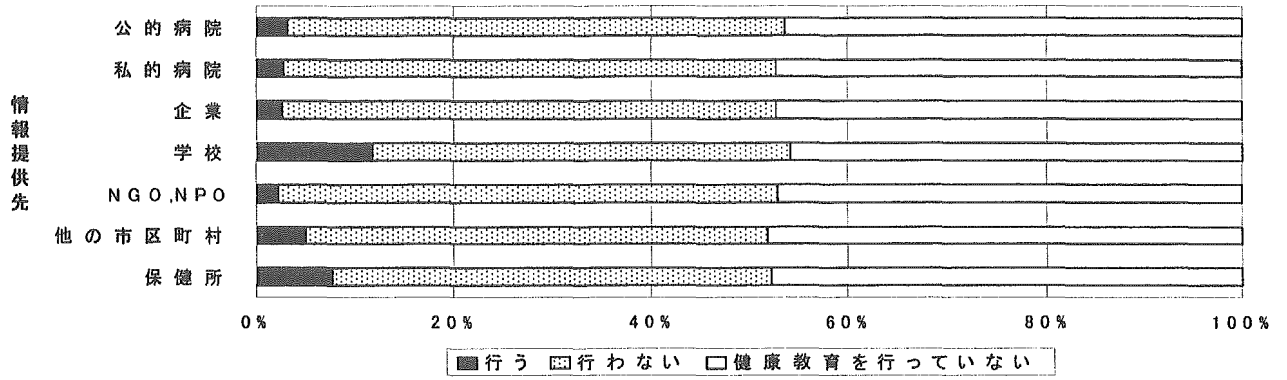 情報提供先
公的病院
私的病院
企業
学校
NGO,NPO
他の市区町村
保健所
0% 20% 40% 60% 80% 100%
行う 行わない 健康教育を行っていない